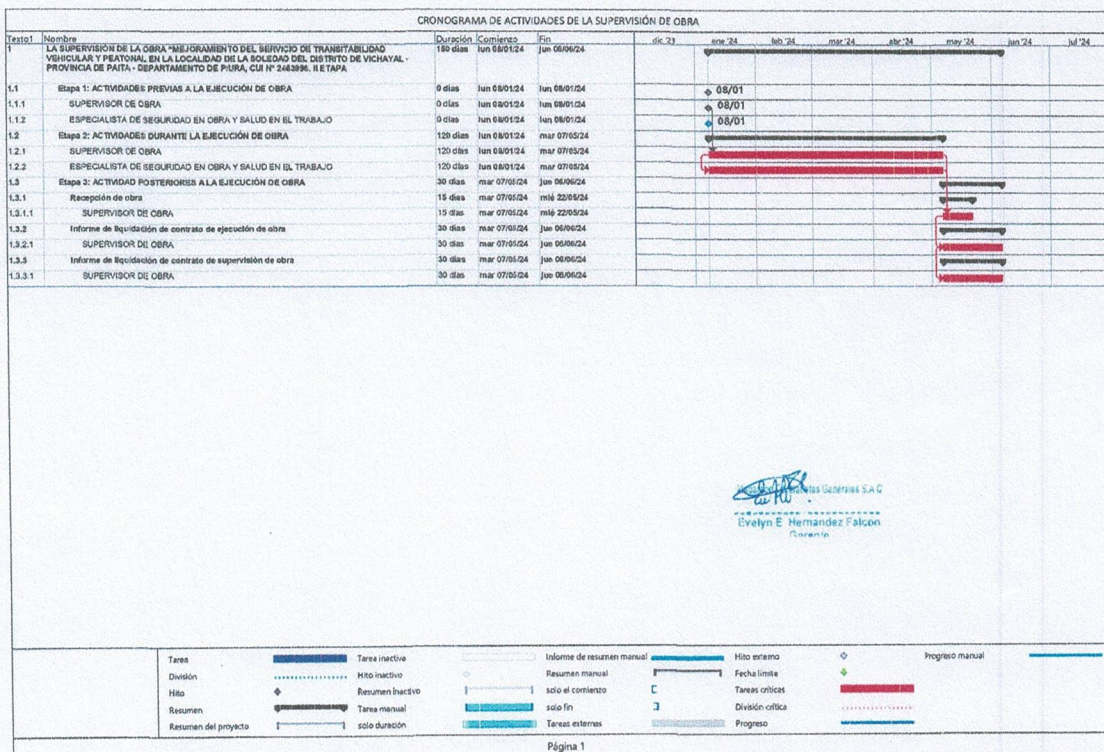 CRONOGRAMA DE ACTIVIDADES DE LA SUPERVISIÓN DE OBRA
Texto1 Nombre Duración Comienzo Fin dic '23 ene '24 feb '24 mar '24 abr '24 may '24 jun '24 jul '24
1 LA SUPERVISIÓN DE LA OBRA "MEJORAMIENTO DEL SERVICIO DE TRANSITABILIDAD 150 días lun 08/01/24 jue 06/06/24
VEHICULAR Y PEATONAL EN LA LOCALIDAD DE LA SOLEDAD DEL DISTRITO DE VICHAYAL -
PROVINCIA DE PAITA - DEPARTAMENTO DE PIURA, CUI N° 2463996. II ETAPA
1.1 Etapa 1: ACTIVIDADES PREVIAS A LA EJECUCIÓN DE OBRA 0 días lun 08/01/24 lun 08/01/24 08/01
1.1.1 SUPERVISOR DE OBRA 0 días lun 08/01/24 lun 08/01/24 08/01
1.1.2 ESPECIALISTA DE SEGURIDAD EN OBRA Y SALUD EN EL TRABAJO 0 días lun 08/01/24 lun 08/01/24 08/01
1.2 Etapa 2: ACTIVIDADES DURANTE LA EJECUCIÓN DE OBRA 120 días lun 08/01/24 mar 07/05/24
1.2.1 SUPERVISOR DE OBRA 120 días lun 08/01/24 mar 07/05/24
1.2.2 ESPECIALISTA DE SEGURIDAD EN OBRA Y SALUD EN EL TRABAJO 120 días lun 08/01/24 mar 07/05/24
1.3 Etapa 3: ACTIVIDAD POSTERIORES A LA EJECUCIÓN DE OBRA 30 días mar 07/05/24 jue 06/06/24
1.3.1 Recepción de obra 15 días mar 07/05/24 mié 22/05/24
1.3.1.1 SUPERVISOR DE OBRA 15 días mar 07/05/24 mié 22/05/24
1.3.2 Informe de liquidación de contrato de ejecución de obra 30 días mar 07/05/24 jue 06/06/24
1.3.2.1 SUPERVISOR DE OBRA 30 días mar 07/05/24 jue 06/06/24
1.3.3 Informe de liquidación de contrato de supervisión de obra 30 días mar 07/05/24 jue 06/06/24
1.3.3.1 SUPERVISOR DE OBRA 30 días mar 07/05/24 jue 06/06/24
Generales S.A.C
Evelyn E. Hernandez Falcon
Gerente
Tarea Tarea inactiva Informe de resumen manual Hito externo Progreso manual
División Hito inactivo Resumen manual Fecha límite
Hito Resumen inactivo solo el comienzo Tareas críticas
Resumen Tarea manual solo fin División crítica
Resumen del proyecto solo duración Tareas externas Progreso
Página 1